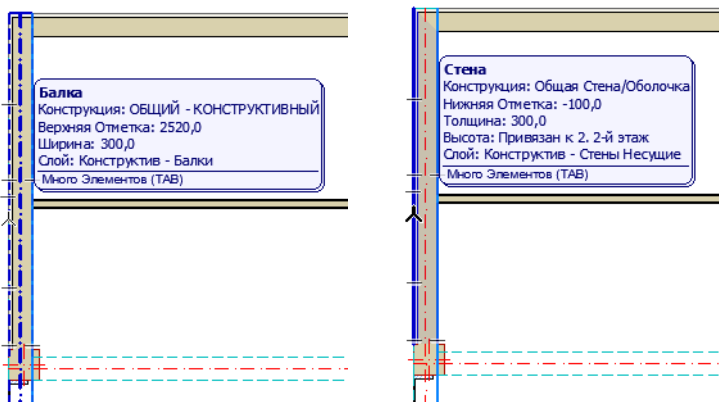 Балка
Конструкция: ОБЩИЙ - КОНСТРУКТИВНЫЙ
Верхняя Отметка: 2520,0
Ширина: 300,0
Слой: Конструктив - Балки
Много Элементов (TAB)
Стена
Конструкция: Общая Стена/Оболочка
Нижняя Отметка: -100,0
Толщина: 300,0
Высота: Привязан к 2. 2-й этаж
Слой: Конструктив - Стены Несущие
Много Элементов (TAB)